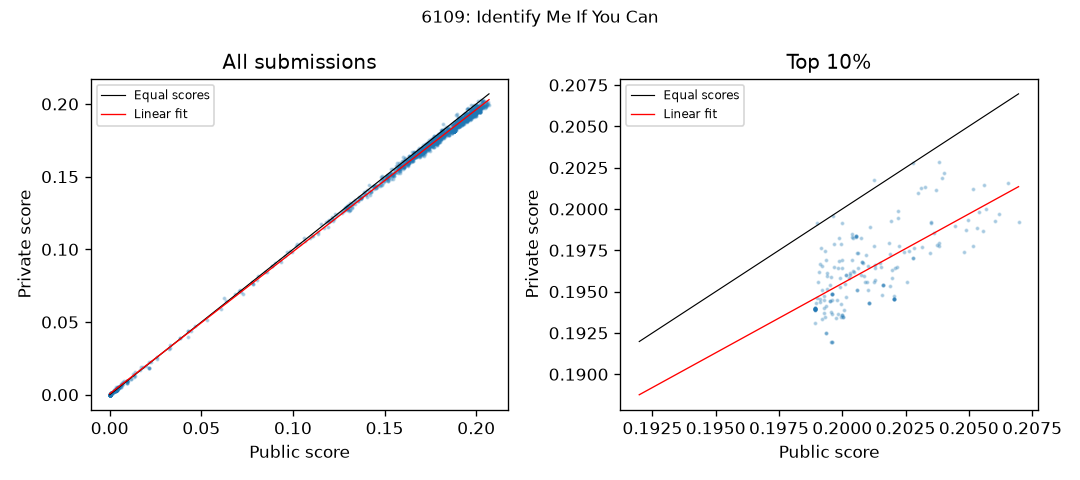 6109: Identify Me If You Can
All submissions
Equal scores
Linear fit
0.20
0.15
0.10
0.05
0.00
Private score
0.00 0.05 0.10 0.15 0.20
Public score
Top 10%
Equal scores
Linear fit
0.2075
0.2050
0.2025
0.2000
0.1975
0.1950
0.1925
0.1900
Private score
0.1925 0.1950 0.1975 0.2000 0.2025 0.2050 0.2075
Public score